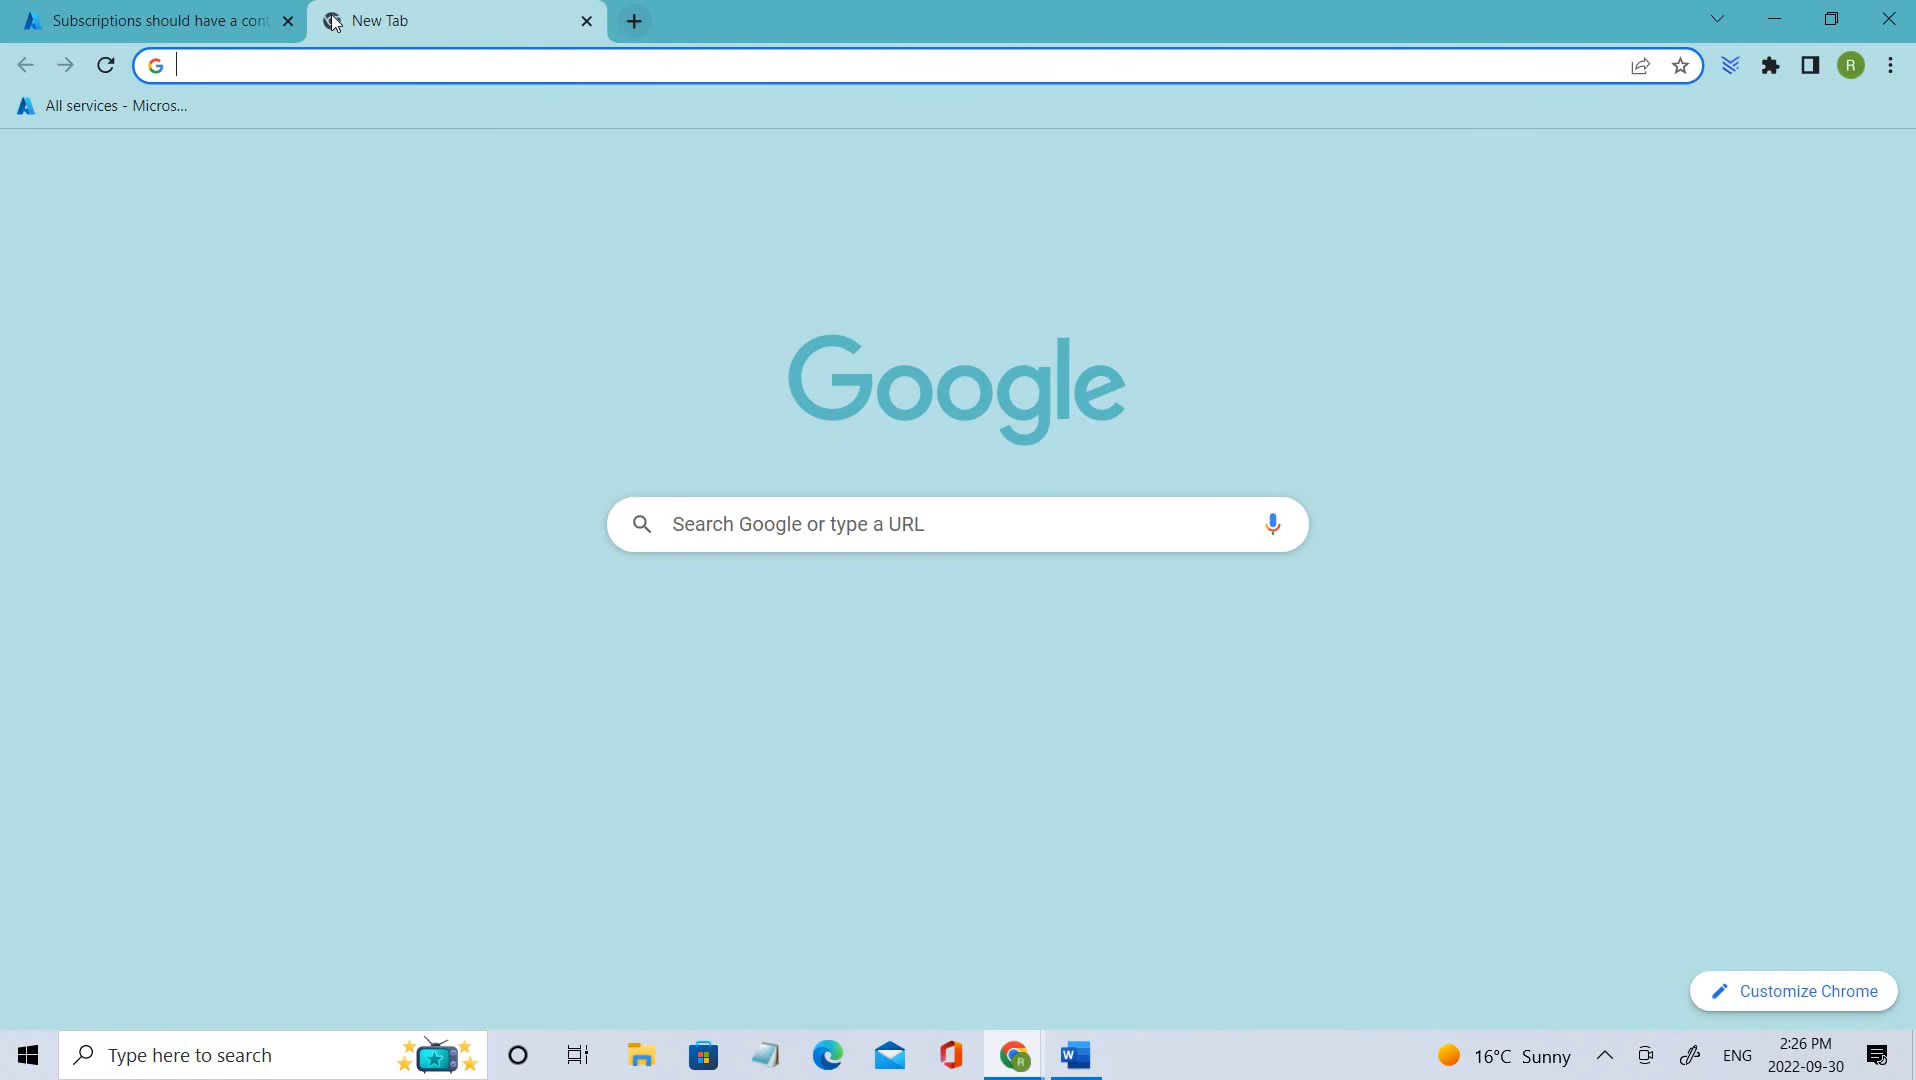 Subscriptions should have a cont
New Tab
All services - Micros...
R
Google
Search Google or type a URL
Customize Chrome
Type here to search
16°C Sunny
ENG
2:26 PM
2022-09-30